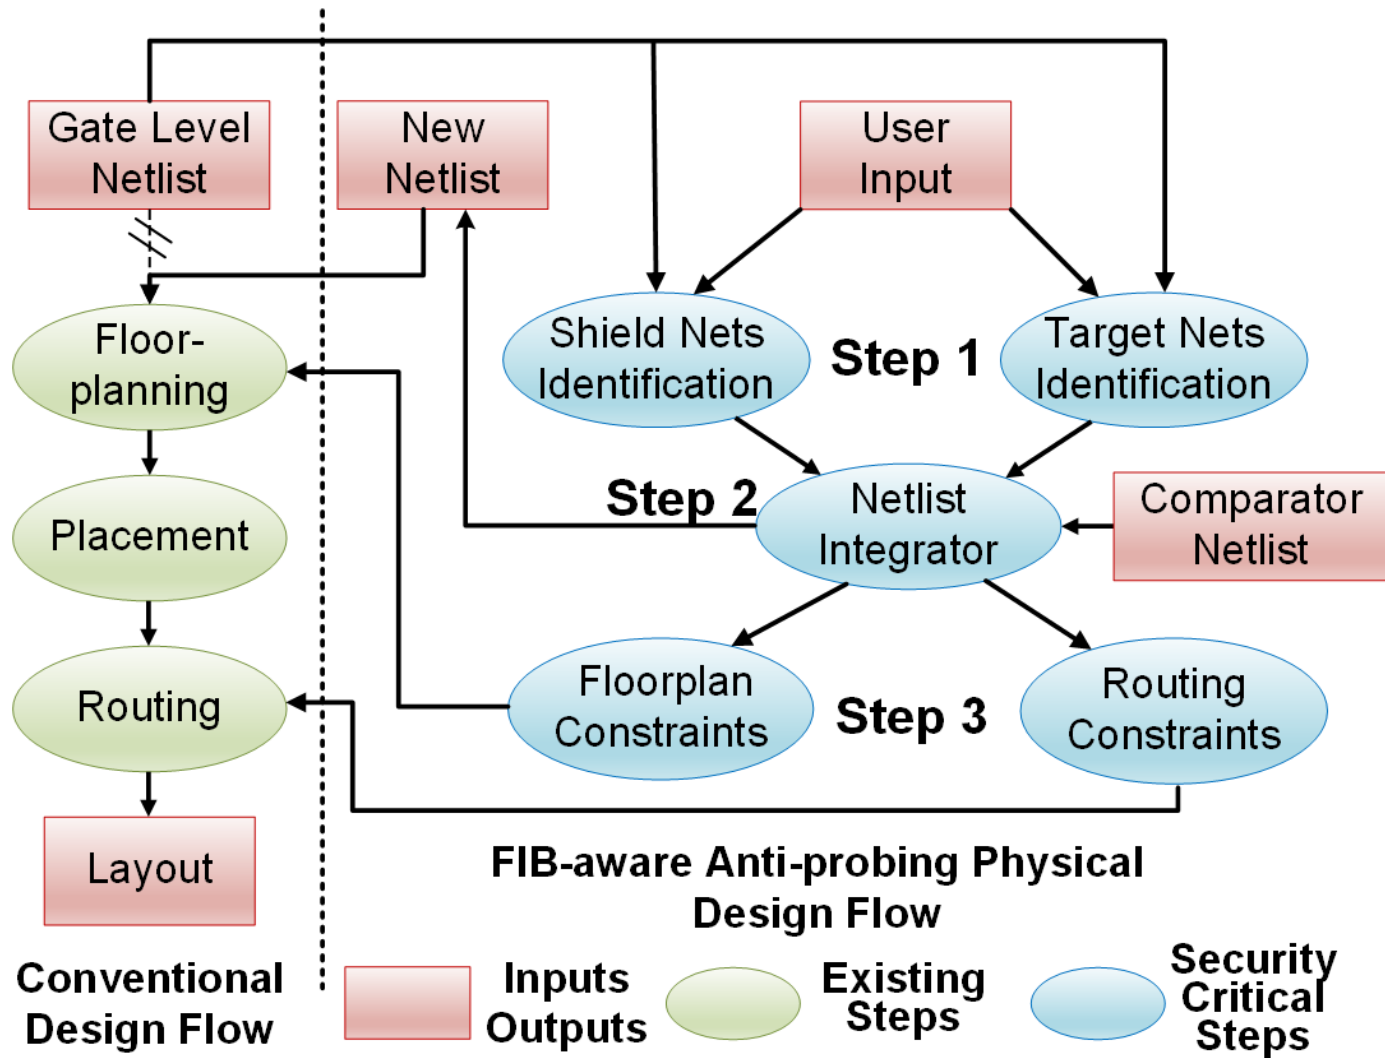 Gate Level
Netlist
New
Netlist
User
Input
Floor-
planning
Shield Nets
Identification
Step 1
Target Nets
Identification
Placement
Step 2
Netlist
Integrator
Comparator
Netlist
Routing
Floorplan
Constraints
Step 3
Routing
Constraints
Layout
FIB-aware Anti-probing Physical
Design Flow
Conventional
Design Flow
Inputs
Outputs
Existing
Steps
Security
Critical
Steps